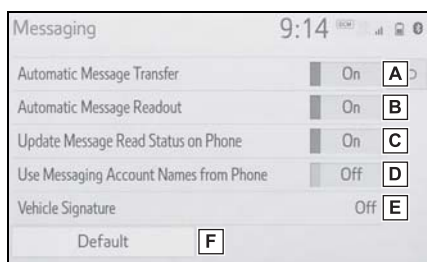 Messaging 9:14 DCM
Automatic Message Transfer On A
Automatic Message Readout On B
Update Message Read Status on Phone On C
Use Messaging Account Names from Phone Off D
Vehicle Signature Off E
Default F